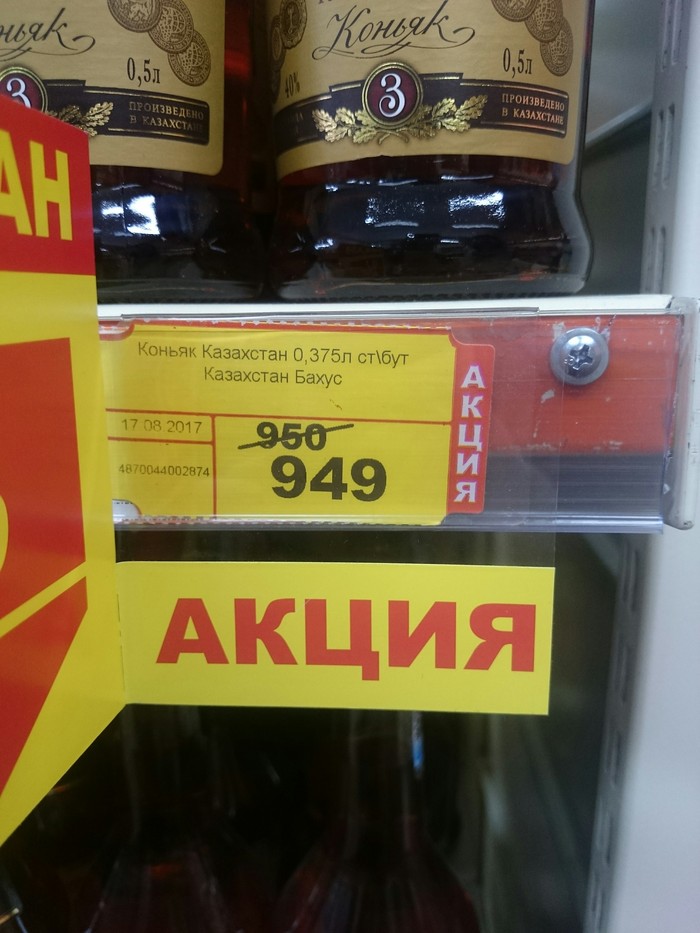 Коньяк
0,5л
3
ПРОИЗВЕДЕНО
В КАЗАХСТАНЕ
Коньяк
0,5л
40%
3
ПРОИЗВЕДЕНО
В КАЗАХСТАНЕ
АН
Коньяк Казахстан 0,375л ст\бут
Казахстан Бахус
17.08.2017
950
4870044002874
949
АКЦИЯ
АКЦИЯ